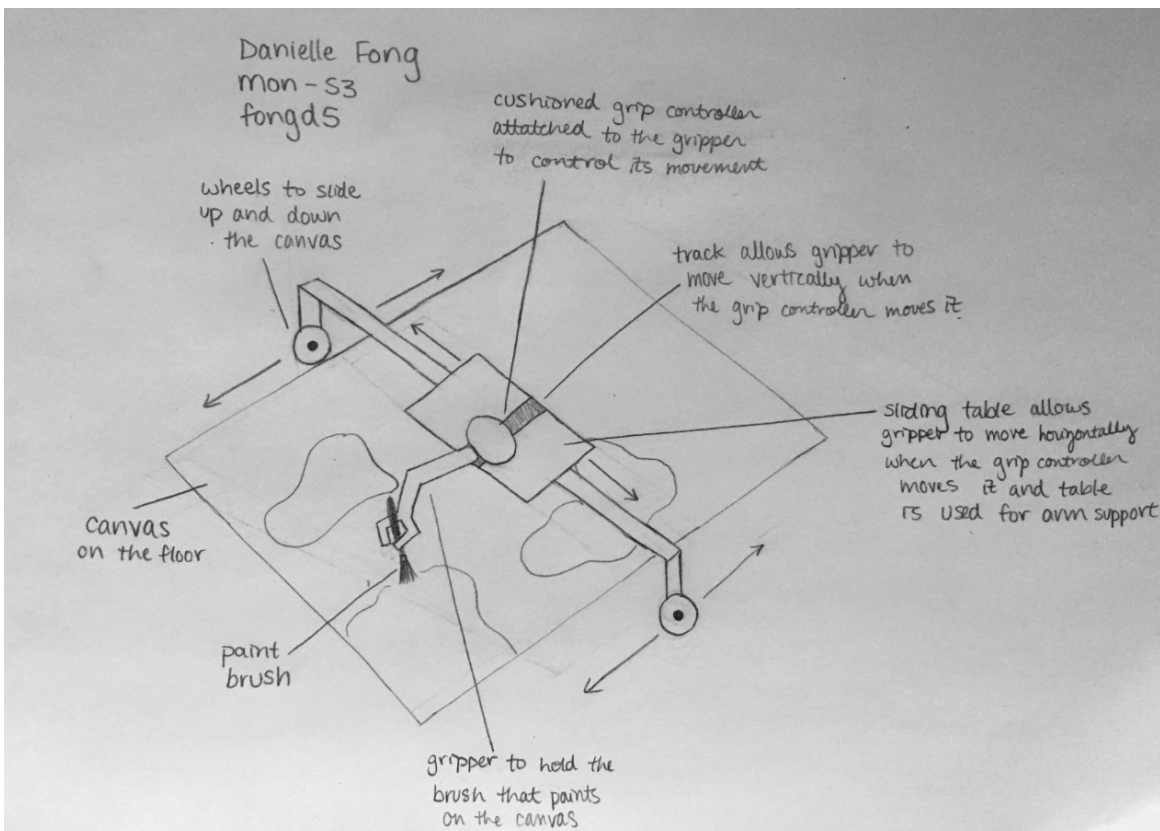 Danielle Fong
mon-S3
fongd5
cushioned grip controller
attatched to the gripper
to control its movement
wheels to slide
up and down
the canvas
track allows gripper to
move vertically when
the grip controller moves it.
sliding table allows
gripper to move horizontally
when the grip controller
moves it and table
is used for arm support
canvas
on the floor
paint
brush
gripper to hold the
brush that paints
on the canvas